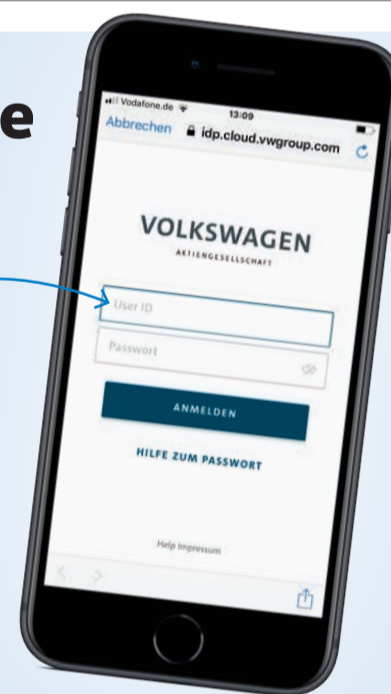 e
Vodafone.de 13:09
Abbrechen idp.cloud.vwgroup.com
VOLKSWAGEN
AKTIENGESELLSCHAFT
User ID
Passwort
ANMELDEN
HILFE ZUM PASSWORT
Help Impressum